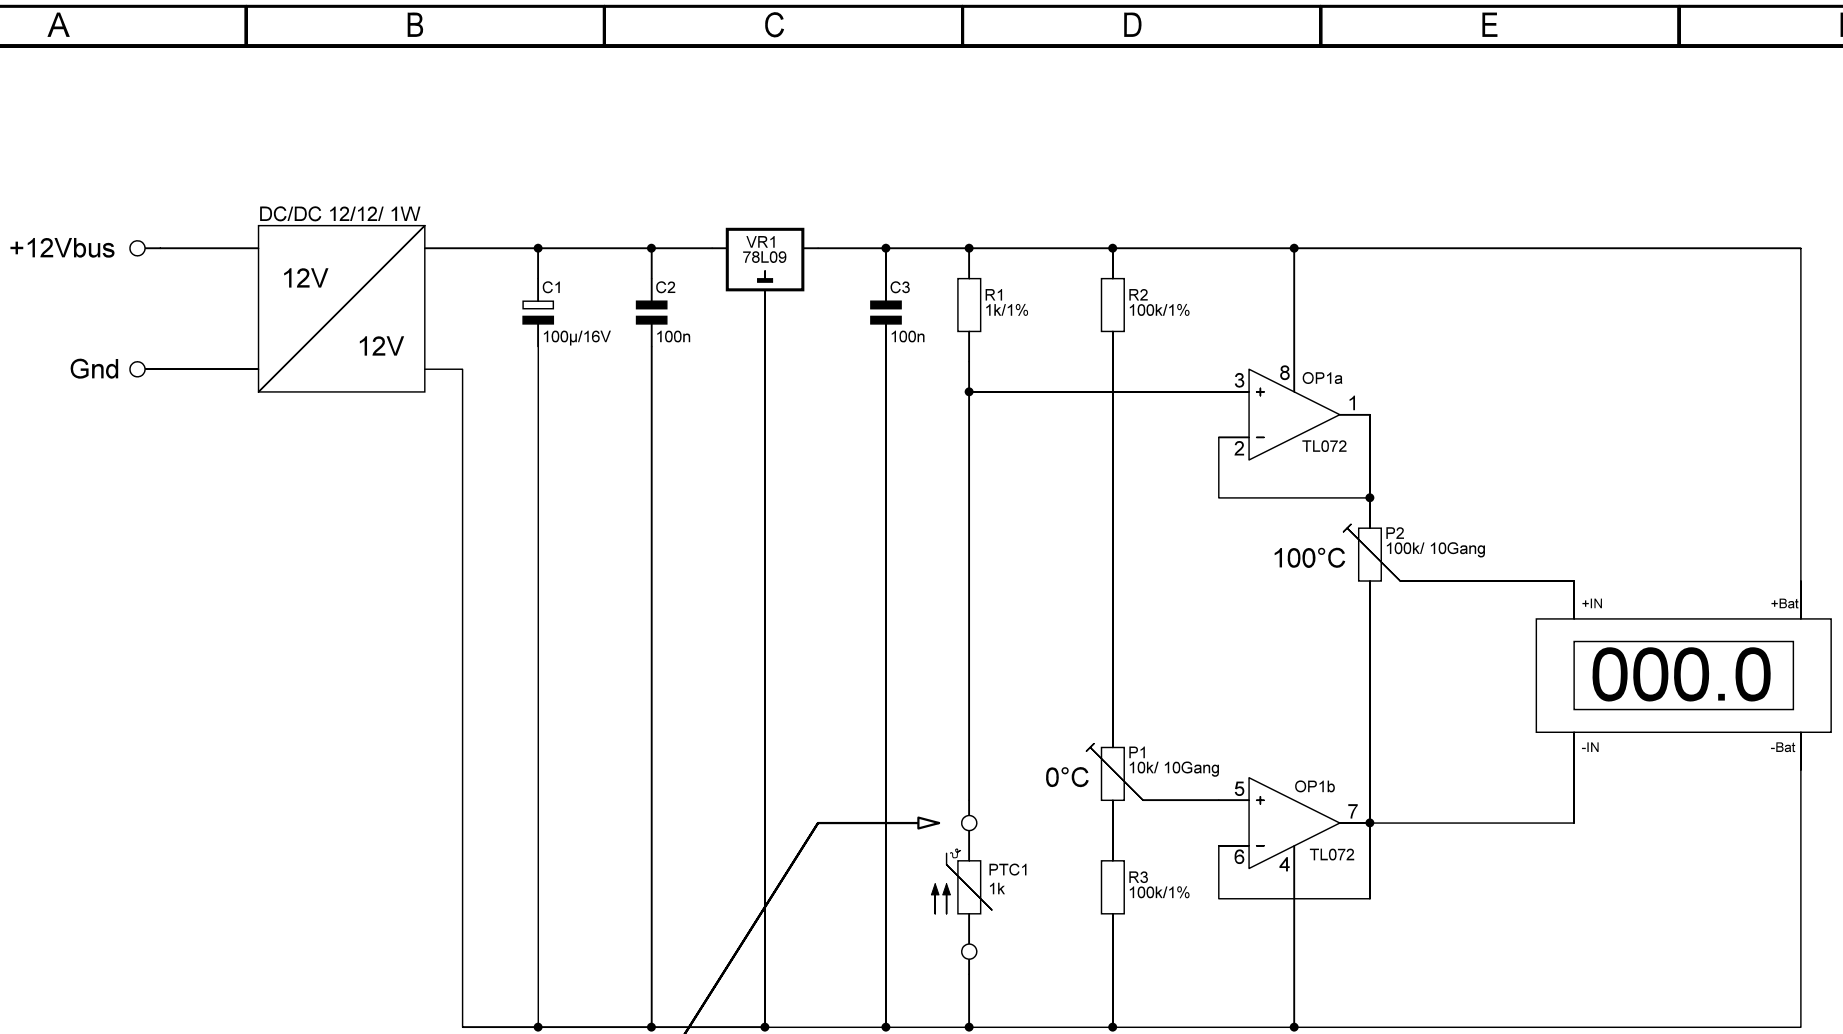 A B C D E
DC/DC 12/12/ 1W
+12Vbus
12V
12V
Gnd
C1
100µ/16V
C2
100n
VR1
78L09
C3
100n
R1
1k/1%
R2
100k/1%
3
+
8
OP1a
1
2
−
TL072
P2
100k/ 10Gang
100°C
+IN
+Bat
000.0
-IN
-Bat
P1
10k/ 10Gang
0°C
5
+
OP1b
7
6
−
4
TL072
ϑ
PTC1
1k
R3
100k/1%